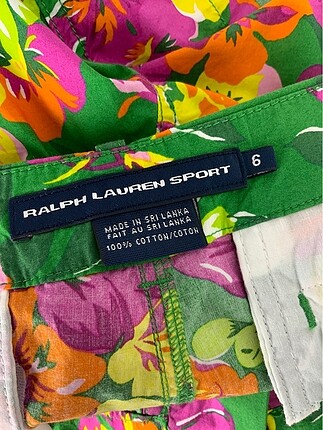 RALPH LAUREN SPORT 6
MADE IN SRI LANKA
FAIT AU SRI LANKA
100% COTTON/COTON